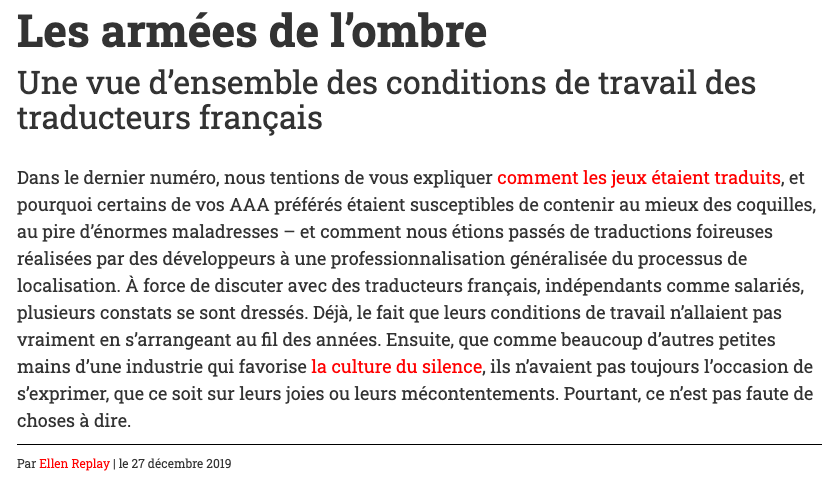 Les armées de l’ombre
Une vue d’ensemble des conditions de travail des
traducteurs français
Dans le dernier numéro, nous tentions de vous expliquer comment les jeux étaient traduits, et
pourquoi certains de vos AAA préférés étaient susceptibles de contenir au mieux des coquilles,
au pire d’énormes maladresses – et comment nous étions passés de traductions foireuses
réalisées par des développeurs à une professionnalisation généralisée du processus de
localisation. À force de discuter avec des traducteurs français, indépendants comme salariés,
plusieurs constats se sont dressés. Déjà, le fait que leurs conditions de travail n’allaient pas
vraiment en s’arrangeant au fil des années. Ensuite, que comme beaucoup d’autres petites
mains d’une industrie qui favorise la culture du silence, ils n’avaient pas toujours l’occasion de
s’exprimer, que ce soit sur leurs joies ou leurs mécontentements. Pourtant, ce n’est pas faute de
choses à dire.
Par Ellen Replay | le 27 décembre 2019